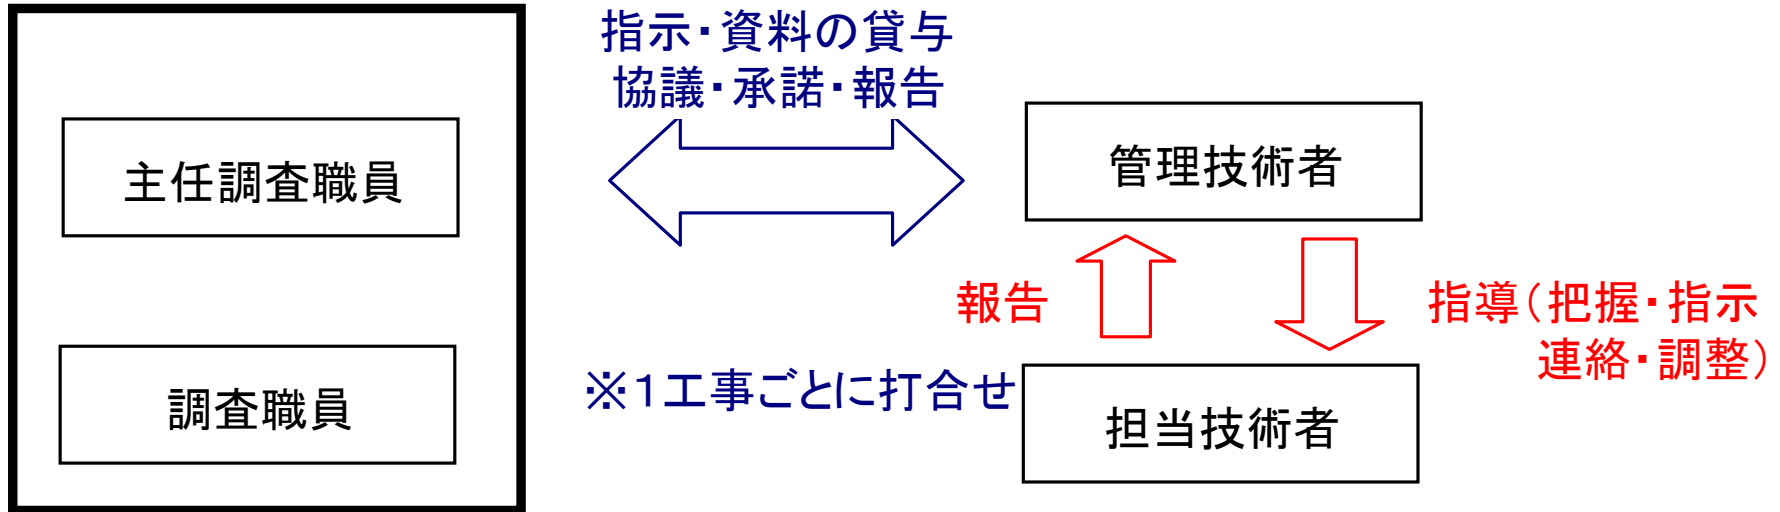 指示・資料の貸与
協議・承諾・報告
主任調査職員
管理技術者
報告
指導（把握・指示
連絡・調整）
調査職員
※１工事ごとに打合せ
担当技術者